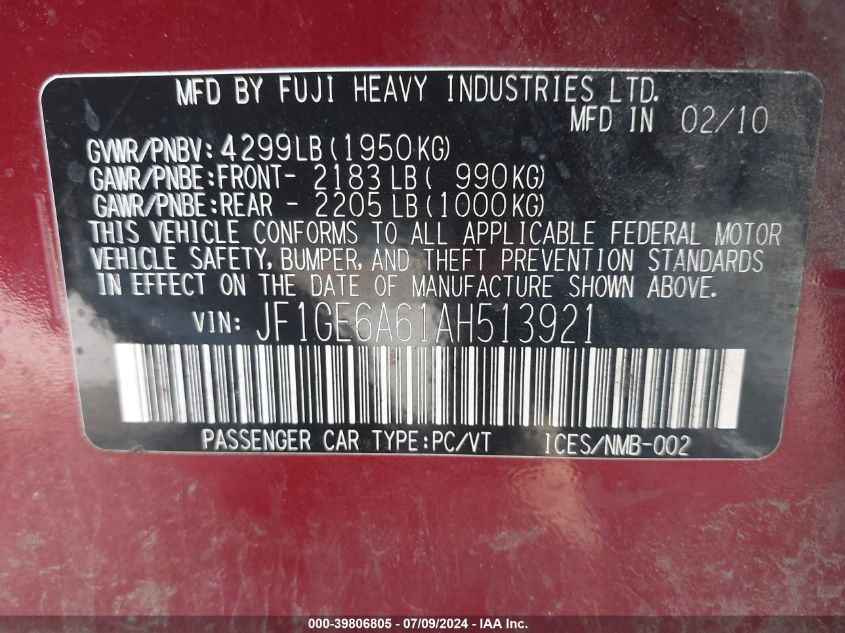 MFD BY FUJI HEAVY INDUSTRIES LTD.
MFD IN 02/10
GVWR/PNBV: 4299LB (1950KG)
GAWR/PNBE:FRONT- 2183 LB ( 990KG)
GAWR/PNBE:REAR - 2205 LB (1000KG)
THIS VEHICLE CONFORMS TO ALL APPLICABLE FEDERAL MOTOR
VEHICLE SAFETY, BUMPER, AND THEFT PREVENTION STANDARDS
IN EFFECT ON THE DATE OF MANUFACTURE SHOWN ABOVE.
VIN: JF1GE6A61AH513921
PASSENGER CAR TYPE:PC/VT ICES/NMB-002
000-39806805 - 07/09/2024 - IAA Inc.